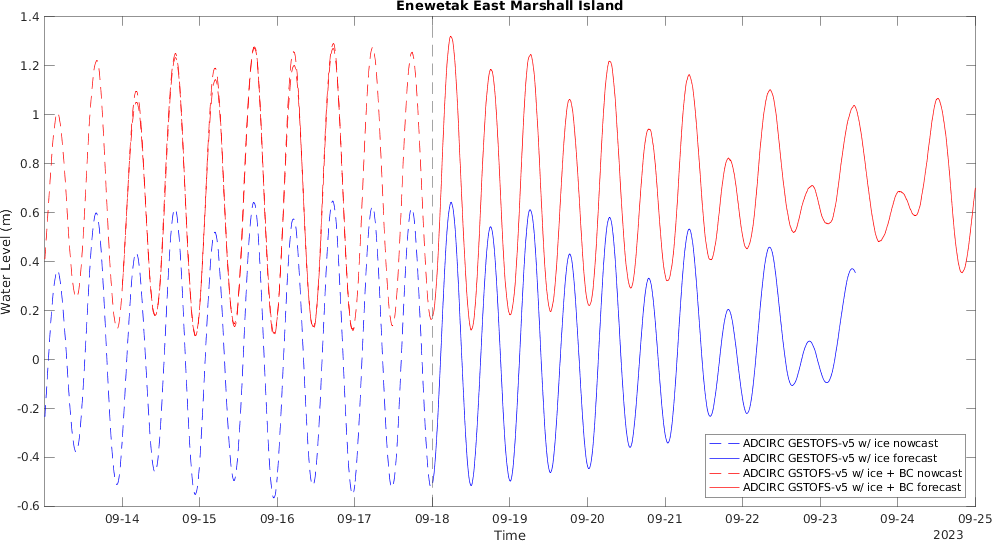 Enewetak East Marshall Island
1.4
1.2
1
0.8
0.6
0.4
0.2
0
-0.2
-0.4
-0.6
Water Level (m)
ADCIRC GESTOFS-v5 w/ ice nowcast
ADCIRC GESTOFS-v5 w/ ice forecast
ADCIRC GSTOFS-v5 w/ ice + BC nowcast
ADCIRC GSTOFS-v5 w/ ice + BC forecast
09-14 09-15 09-16 09-17 09-18 09-19 09-20 09-21 09-22 09-23 09-24 09-25
Time
2023